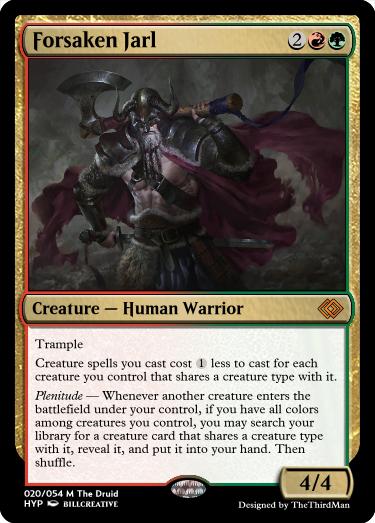 Forsaken Jarl 2
Creature — Human Warrior
Trample
Creature spells you cast cost 1 less to cast for each
creature you control that shares a creature type with it.
Plenitude — Whenever another creature enters the
battlefield under your control, if you have all colors
among creatures you control, you may search your
library for a creature card that shares a creature type
with it, reveal it, and put it into your hand. Then
shuffle.
4/4
020/054 M The Druid
HYP BILLCREATIVE
Designed by TheThirdMan